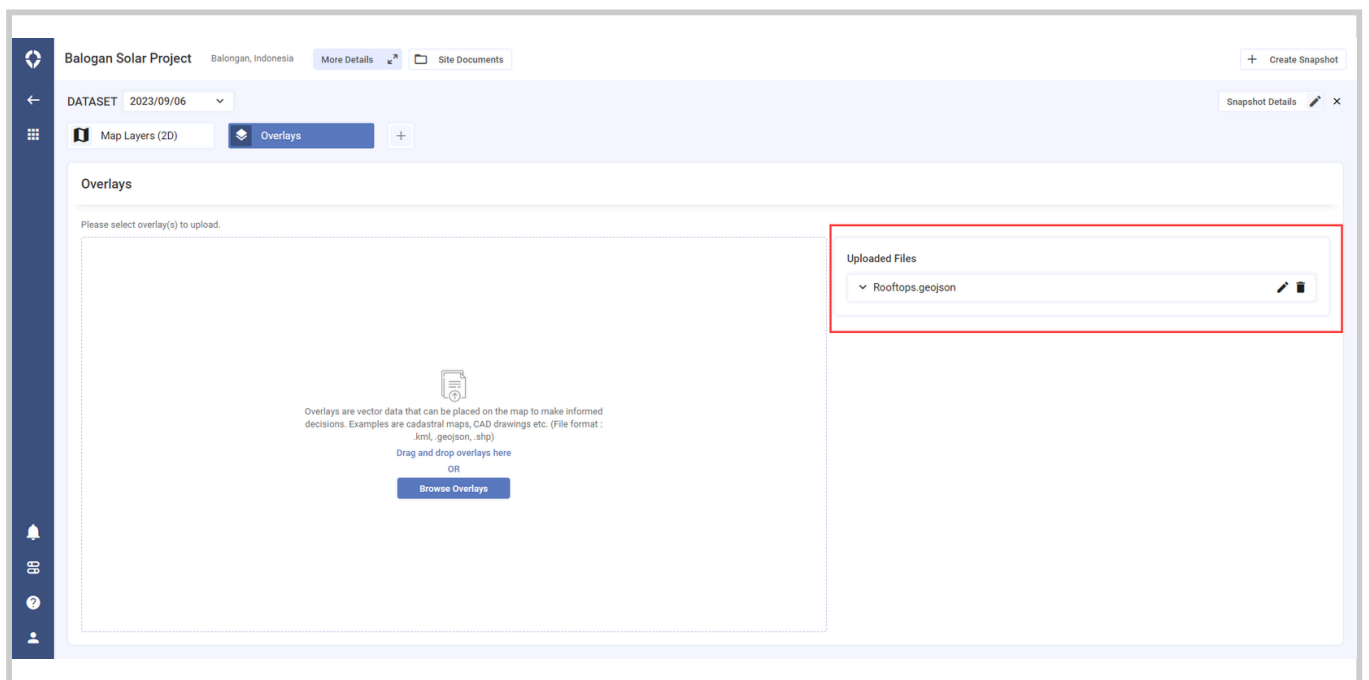 Balogan Solar Project Balongan, Indonesia More Details Site Documents + Create Snapshot
DATASET 2023/09/06 Snapshot Details
Map Layers (2D) Overlays +
Overlays
Please select overlay(s) to upload.
Uploaded Files
Rooftops.geojson
Overlays are vector data that can be placed on the map to make informed
decisions. Examples are cadastral maps, CAD drawings etc. (File format :
.kml, .geojson, .shp)
Drag and drop overlays here
OR
Browse Overlays